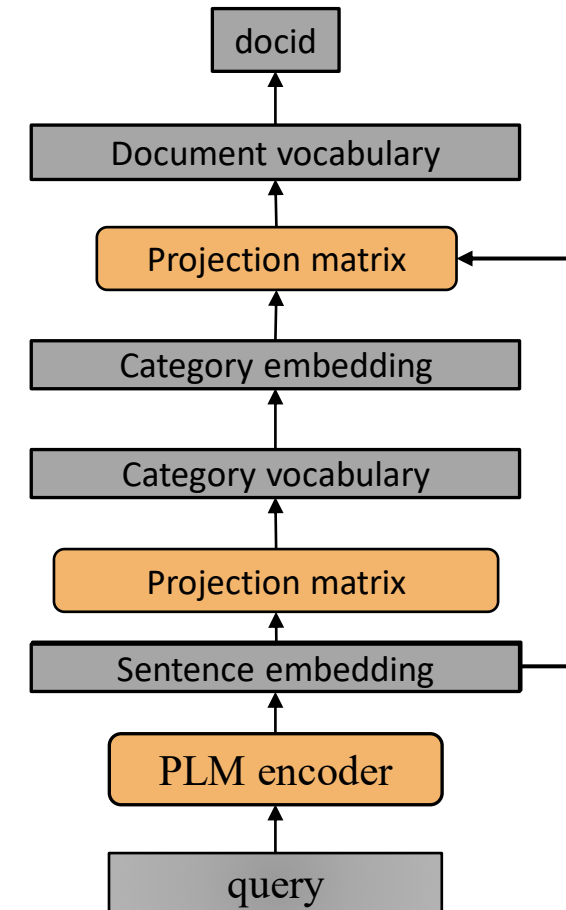 docid
Document vocabulary
Projection matrix
Category embedding
Category vocabulary
Projection matrix
Sentence embedding
PLM encoder
query